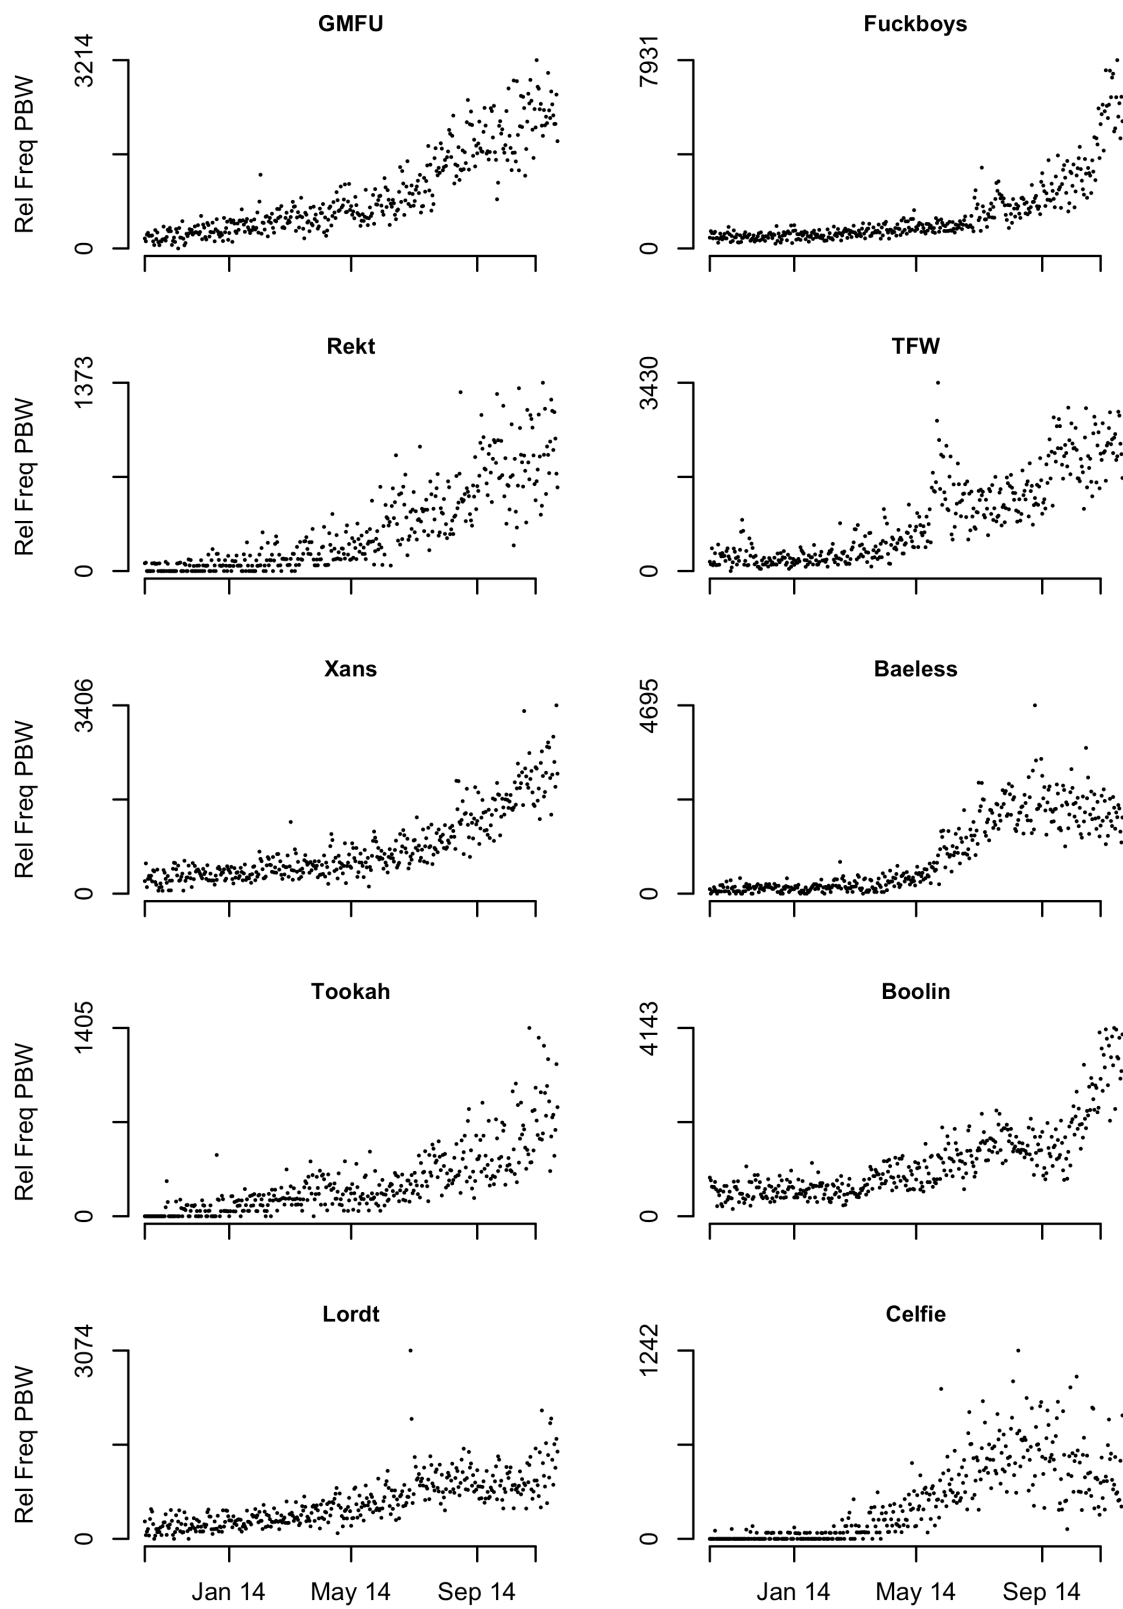 GMFU
Fuckboys
Rel Freq PBW
3214
0
7931
0
Rekt
TFW
Rel Freq PBW
1373
0
3430
0
Xans
Baeless
Rel Freq PBW
3406
0
4695
0
Tookah
Boolin
Rel Freq PBW
1405
0
4143
0
Lordt
Celfie
Rel Freq PBW
3074
0
1242
0
Jan 14 May 14 Sep 14
Jan 14 May 14 Sep 14